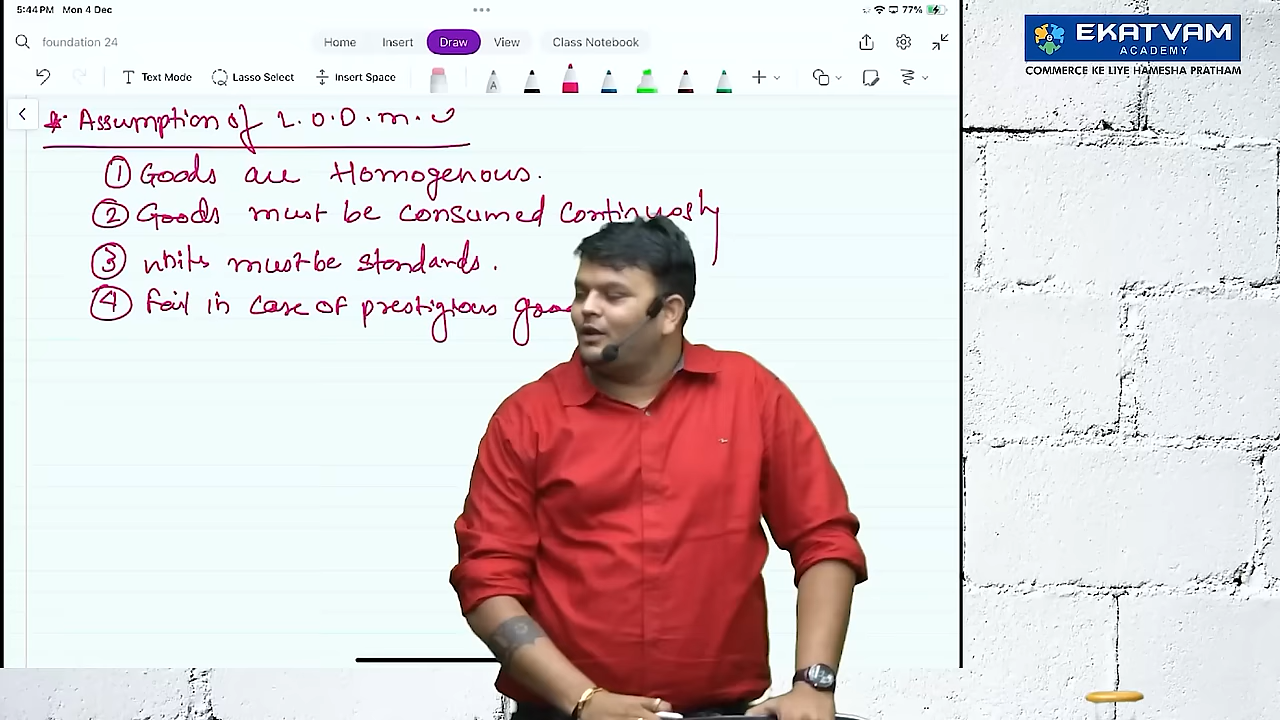 5:44 PM Mon 4 Dec
77%
foundation 24
Home Insert Draw View Class Notebook
Text Mode Lasso Select Insert Space
* Assumption of L.O.D.M.U
① Goods are Homogenous.
② Goods must be consumed continuosly
③ units must be standards.
④ fail in case of prestigious
EKATVAM
ACADEMY
COMMERCE KE LIYE HAMESHA PRATHAM